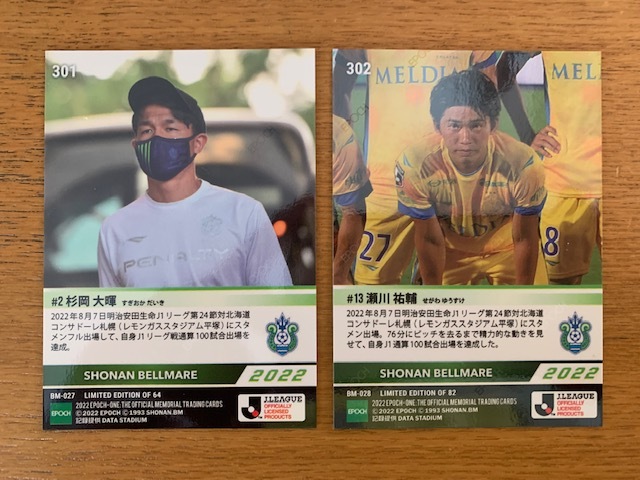 301
PENALTY
#2 杉岡 大暉 すぎおか だいき
2022年8月7日明治安田生命J1リーグ第24節対北海道
コンサドーレ札幌(レモンガススタジアム平塚)にスタ
メンフル出場して、自身J1リーグ戦通算100試合出場を
達成。
SHONAN BELLMARE
2022
BM-027 LIMITED EDITION OF 64
EPOCH
2022 EPOCH-ONE. THE OFFICIAL MEMORIAL TRADING CARDS
©2022 EPOCH ©1993 SHONAN.BM
記録提供 DATA STADIUM
J.LEAGUE
OFFICIALLY
LICENSED
PRODUCTS
302
MELDIA
MEL
27
8
#13 瀬川 祐輔 せがわ ゆうすけ
2022年8月7日明治安田生命J1リーグ第24節対北海道
コンサドーレ札幌(レモンガススタジアム平塚)にスタ
メン出場。76分にピッチを去るまで精力的な動きを見
せて、自身J1通算100試合出場を達成した。
SHONAN BELLMARE
2022
BM-028 LIMITED EDITION OF 82
EPOCH
2022 EPOCH-ONE. THE OFFICIAL MEMORIAL TRADING CARDS
©2022 EPOCH ©1993 SHONAN.BM
記録提供 DATA STADIUM
J.LEAGUE
OFFICIALLY
LICENSED
PRODUCTS